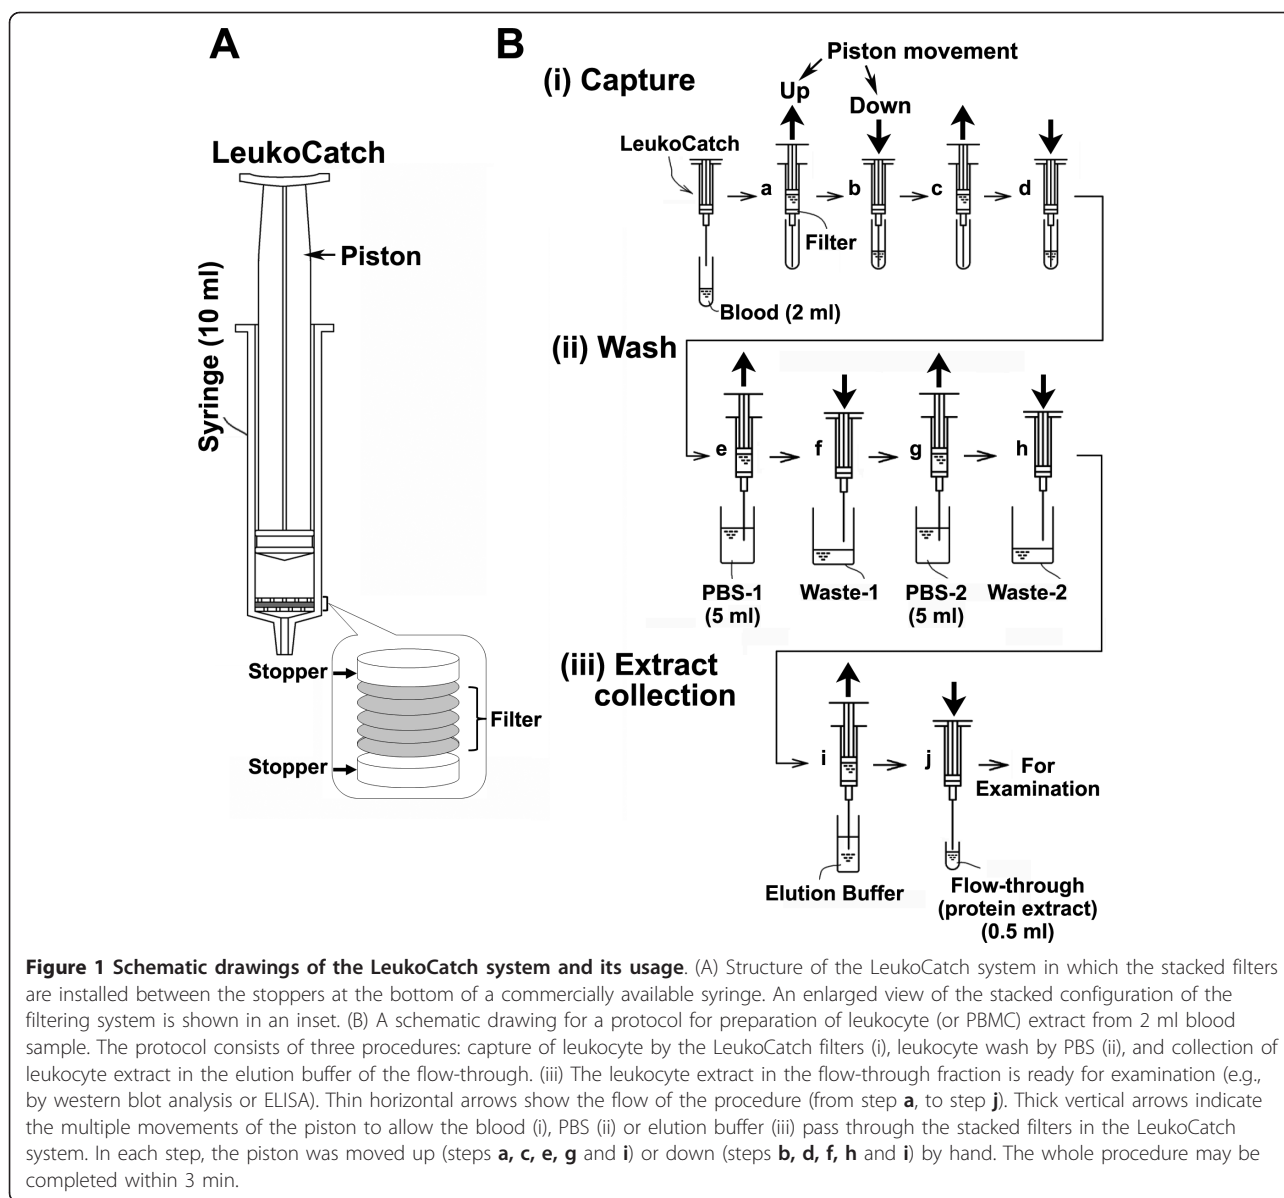 A
LeukoCatch
Piston
Syringe (10 ml)
Stopper
Filter
Stopper
B
Piston movement
(i) Capture
Up
Down
LeukoCatch
a
b
c
d
Filter
Blood (2 ml)
(ii) Wash
e
f
g
h
PBS-1
(5 ml)
Waste-1
PBS-2
(5 ml)
Waste-2
(iii) Extract
collection
i
j
For
Examination
Elution Buffer
Flow-through
(protein extract)
(0.5 ml)
Figure 1 Schematic drawings of the LeukoCatch system and its usage. (A) Structure of the LeukoCatch system in which the stacked filters
are installed between the stoppers at the bottom of a commercially available syringe. An enlarged view of the stacked configuration of the
filtering system is shown in an inset. (B) A schematic drawing for a protocol for preparation of leukocyte (or PBMC) extract from 2 ml blood
sample. The protocol consists of three procedures: capture of leukocyte by the LeukoCatch filters (i), leukocyte wash by PBS (ii), and collection of
leukocyte extract in the elution buffer of the flow-through. (iii) The leukocyte extract in the flow-through fraction is ready for examination (e.g.,
by western blot analysis or ELISA). Thin horizontal arrows show the flow of the procedure (from step a, to step j). Thick vertical arrows indicate
the multiple movements of the piston to allow the blood (i), PBS (ii) or elution buffer (iii) pass through the stacked filters in the LeukoCatch
system. In each step, the piston was moved up (steps a, c, e, g and i) or down (steps b, d, f, h and i) by hand. The whole procedure may be
completed within 3 min.